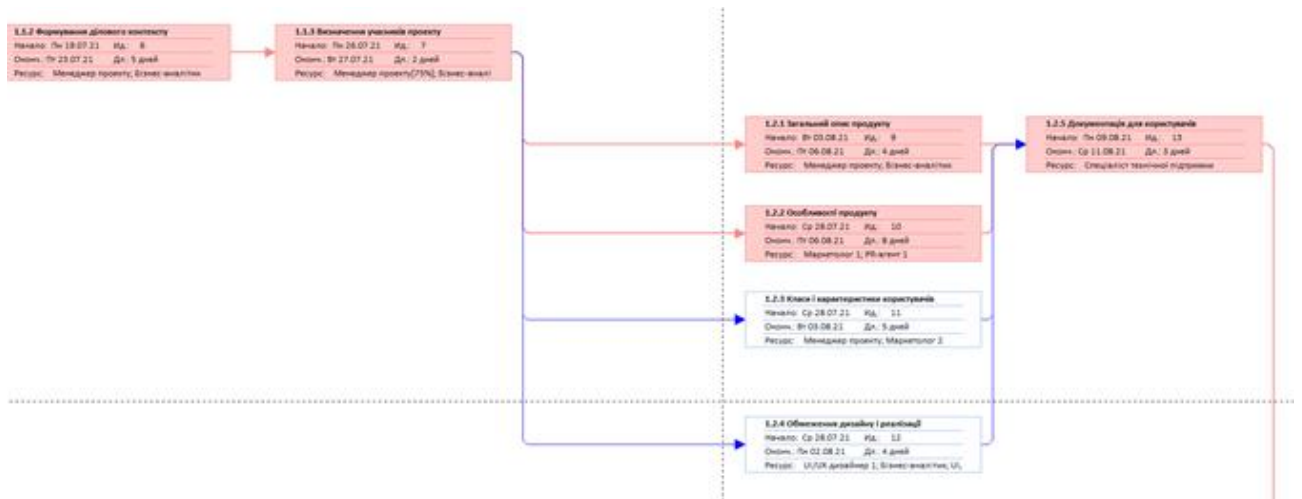 1.1.2 Формування ділового контексту
Начало: Пн 19.07.21 Ид.: 6
Оконч.: Пт 23.07.21 Дл.: 5 дней
Ресурс: Менеджер проекту; Бізнес-аналітик
1.1.3 Визначення учасників проекту
Начало: Пн 26.07.21 Ид.: 7
Оконч.: Вт 27.07.21 Дл.: 2 дней
Ресурс: Менеджер проекту[75%]; Бізнес-аналі
1.2.1 Загальний опис продукту
Начало: Вт 03.08.21 Ид.: 9
Оконч.: Пт 06.08.21 Дл.: 4 дней
Ресурс: Менеджер проекту; Бізнес-аналітик
1.2.5 Документація для користувачів
Начало: Пн 09.08.21 Ид.: 13
Оконч.: Ср 11.08.21 Дл.: 3 дней
Ресурс: Спеціаліст технічної підтримки
1.2.2 Особливості продукту
Начало: Ср 28.07.21 Ид.: 10
Оконч.: Пт 06.08.21 Дл.: 8 дней
Ресурс: Маркетолог 1; PR-агент 1
1.2.3 Класи і характеристики користувачів
Начало: Ср 28.07.21 Ид.: 11
Оконч.: Вт 03.08.21 Дл.: 5 дней
Ресурс: Менеджер проекту; Маркетолог 2
1.2.4 Обмеження дизайну і реалізації
Начало: Ср 28.07.21 Ид.: 12
Оконч.: Пн 02.08.21 Дл.: 4 дней
Ресурс: UI/UX дизайнер 1; Бізнес-аналітик; UI,